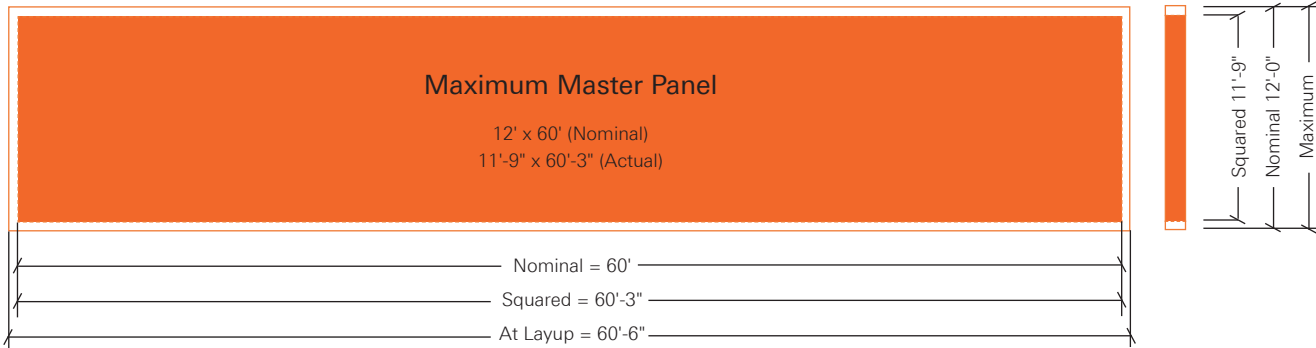 Maximum Master Panel
12' x 60' (Nominal)
11'-9" x 60'-3" (Actual)
Nominal = 60'
Squared = 60'-3"
At Layup = 60'-6"
Squared 11'-9"
Nominal 12'-0"
Maximum